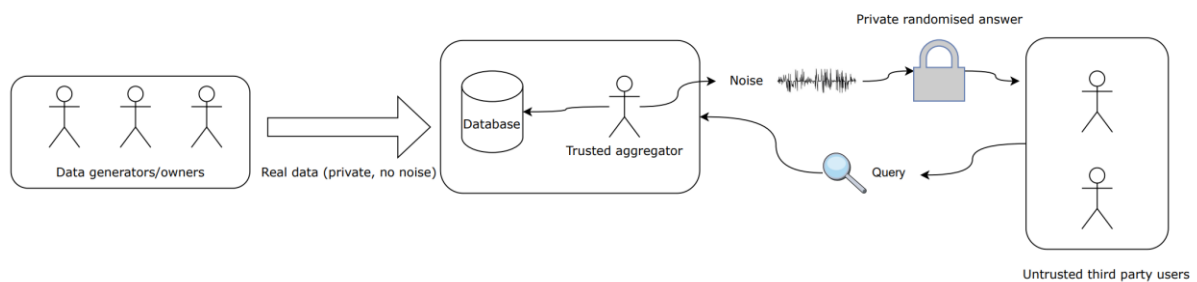 Private randomised answer
Noise
Database
Trusted aggregator
Data generators/owners
Real data (private, no noise)
Query
Untrusted third party users